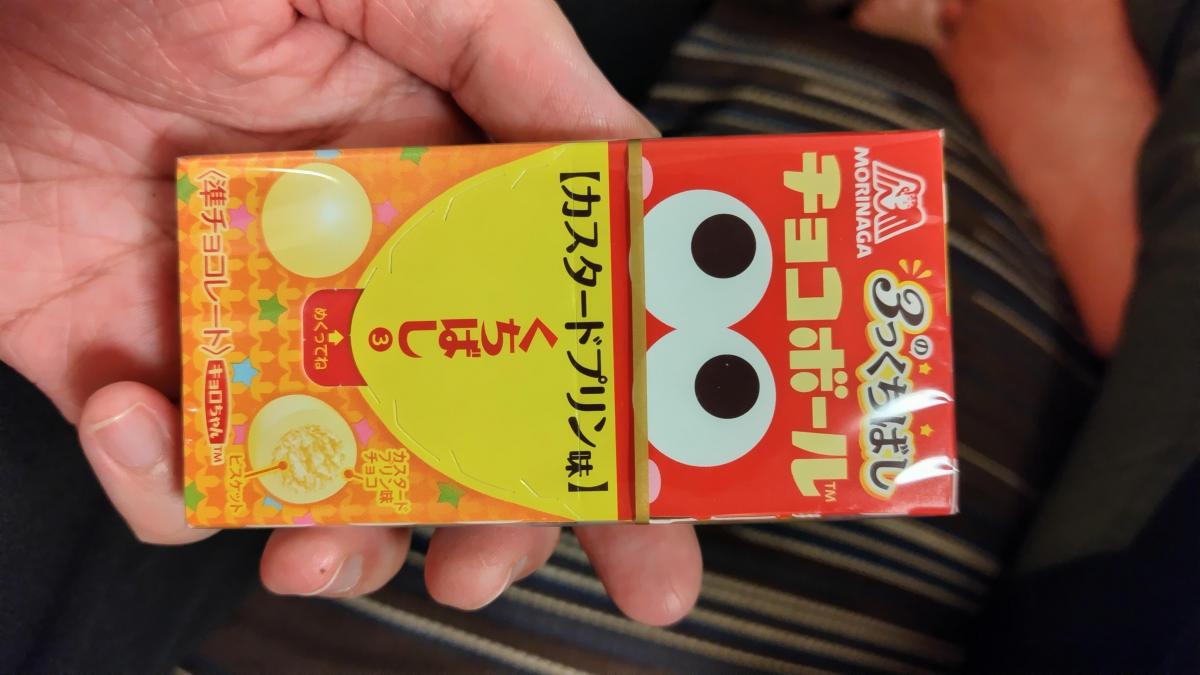 MORINAGA
3つのくちばし
チョコボール™
【カスタードプリン味】
くちばし
3
めくってね
カスタード
プリン味
チョコ
ビスケット
〈準チョコレート〉
キョロちゃん™